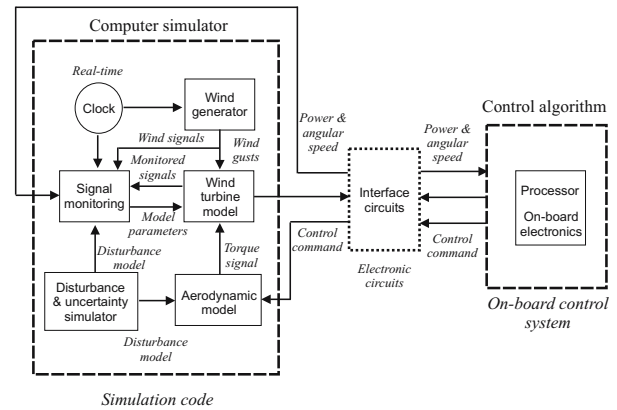 Computer simulator
Real-time
Clock
Wind
generator
Wind signals
Wind
gusts
Monitored
signals
Signal
monitoring
Wind
turbine
model
Model
parameters
Disturbance
model
Torque
signal
Disturbance
& uncertainty
simulator
Aerodynamic
model
Disturbance
model
Simulation code
Power &
angular
speed
Interface
circuits
Control
command
Electronic
circuits
Power &
angular
speed
Control
command
Control algorithm
Processor
On-board
electronics
On-board control
system